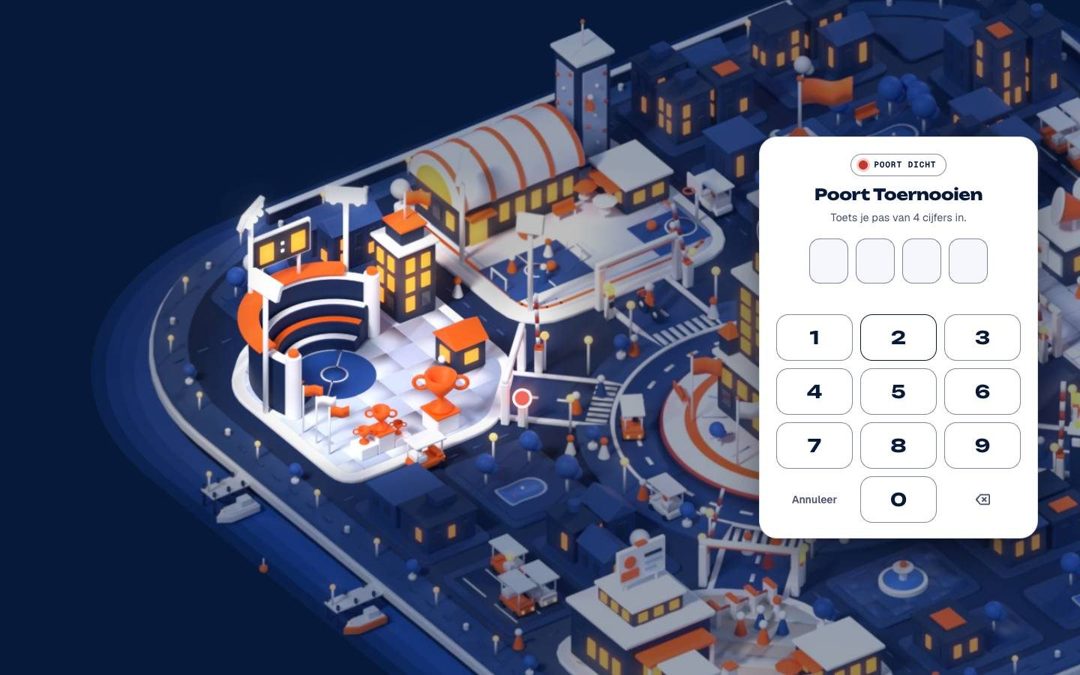 POORT DICHT
Poort Toernooien
Toets je pas van 4 cijfers in.
1 2 3
4 5 6
7 8 9
Annuleer 0